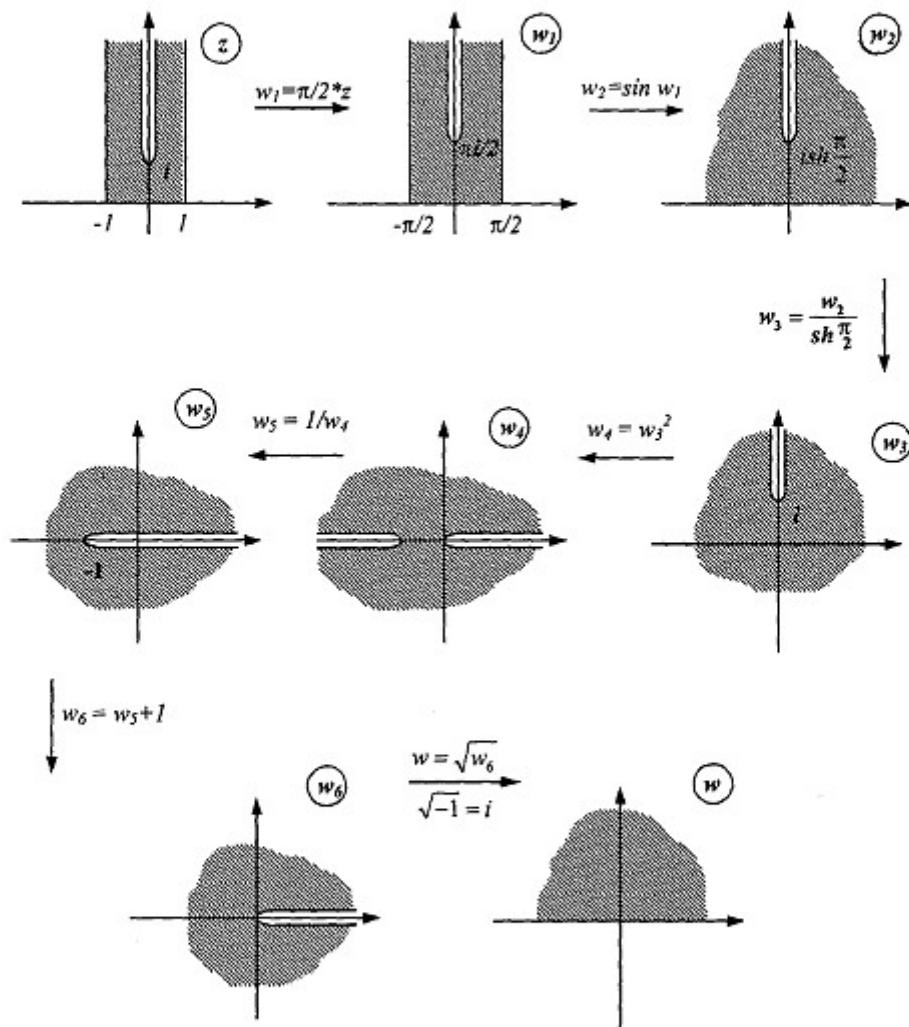 z
w₁=π/2*z
w₁
w₂=sin w₁
w₂
i
πi/2
i sh π/2
-1 1
-π/2 π/2
w₃ = w₂ / sh π/2
w₅
w₅ = 1/w₄
w₄
w₄ = w₃²
w₃
i
-1
w₆ = w₅+1
w₆
w = √w₆
√-1 = i
w